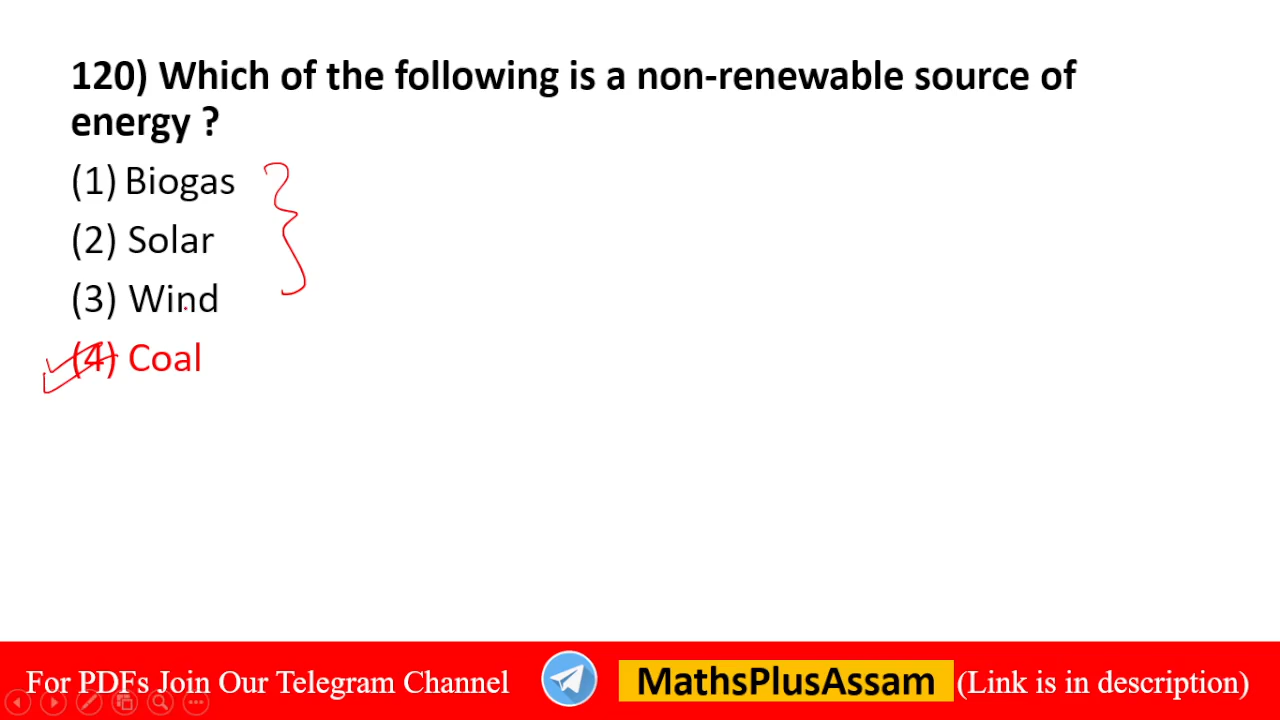 120) Which of the following is a non-renewable source of
energy ?
(1) Biogas
(2) Solar
(3) Wind
(4) Coal
For PDFs Join Our Telegram Channel MathsPlusAssam (Link is in description)